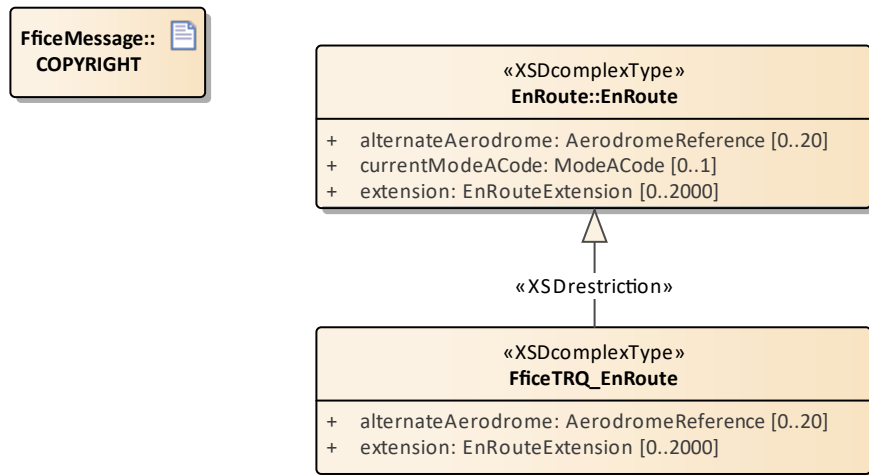 FficeMessage::
COPYRIGHT
«XSDcomplexType»
EnRoute::EnRoute
+ alternateAerodrome: AerodromeReference [0..20]
+ currentModeACode: ModeACode [0..1]
+ extension: EnRouteExtension [0..2000]
«XSDrestriction»
«XSDcomplexType»
FficeTRQ_EnRoute
+ alternateAerodrome: AerodromeReference [0..20]
+ extension: EnRouteExtension [0..2000]